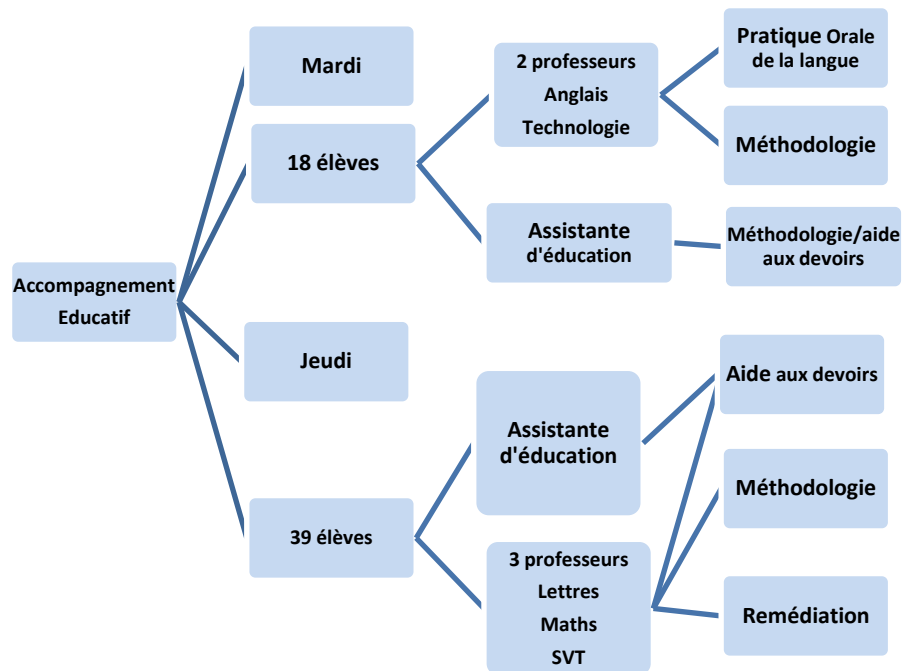 Accompagnement
Educatif
Mardi
18 élèves
2 professeurs
Anglais
Technologie
Pratique Orale
de la langue
Méthodologie
Assistante
d'éducation
Méthodologie/aide
aux devoirs
Jeudi
39 élèves
Assistante
d'éducation
Aide aux devoirs
3 professeurs
Lettres
Maths
SVT
Méthodologie
Remédiation